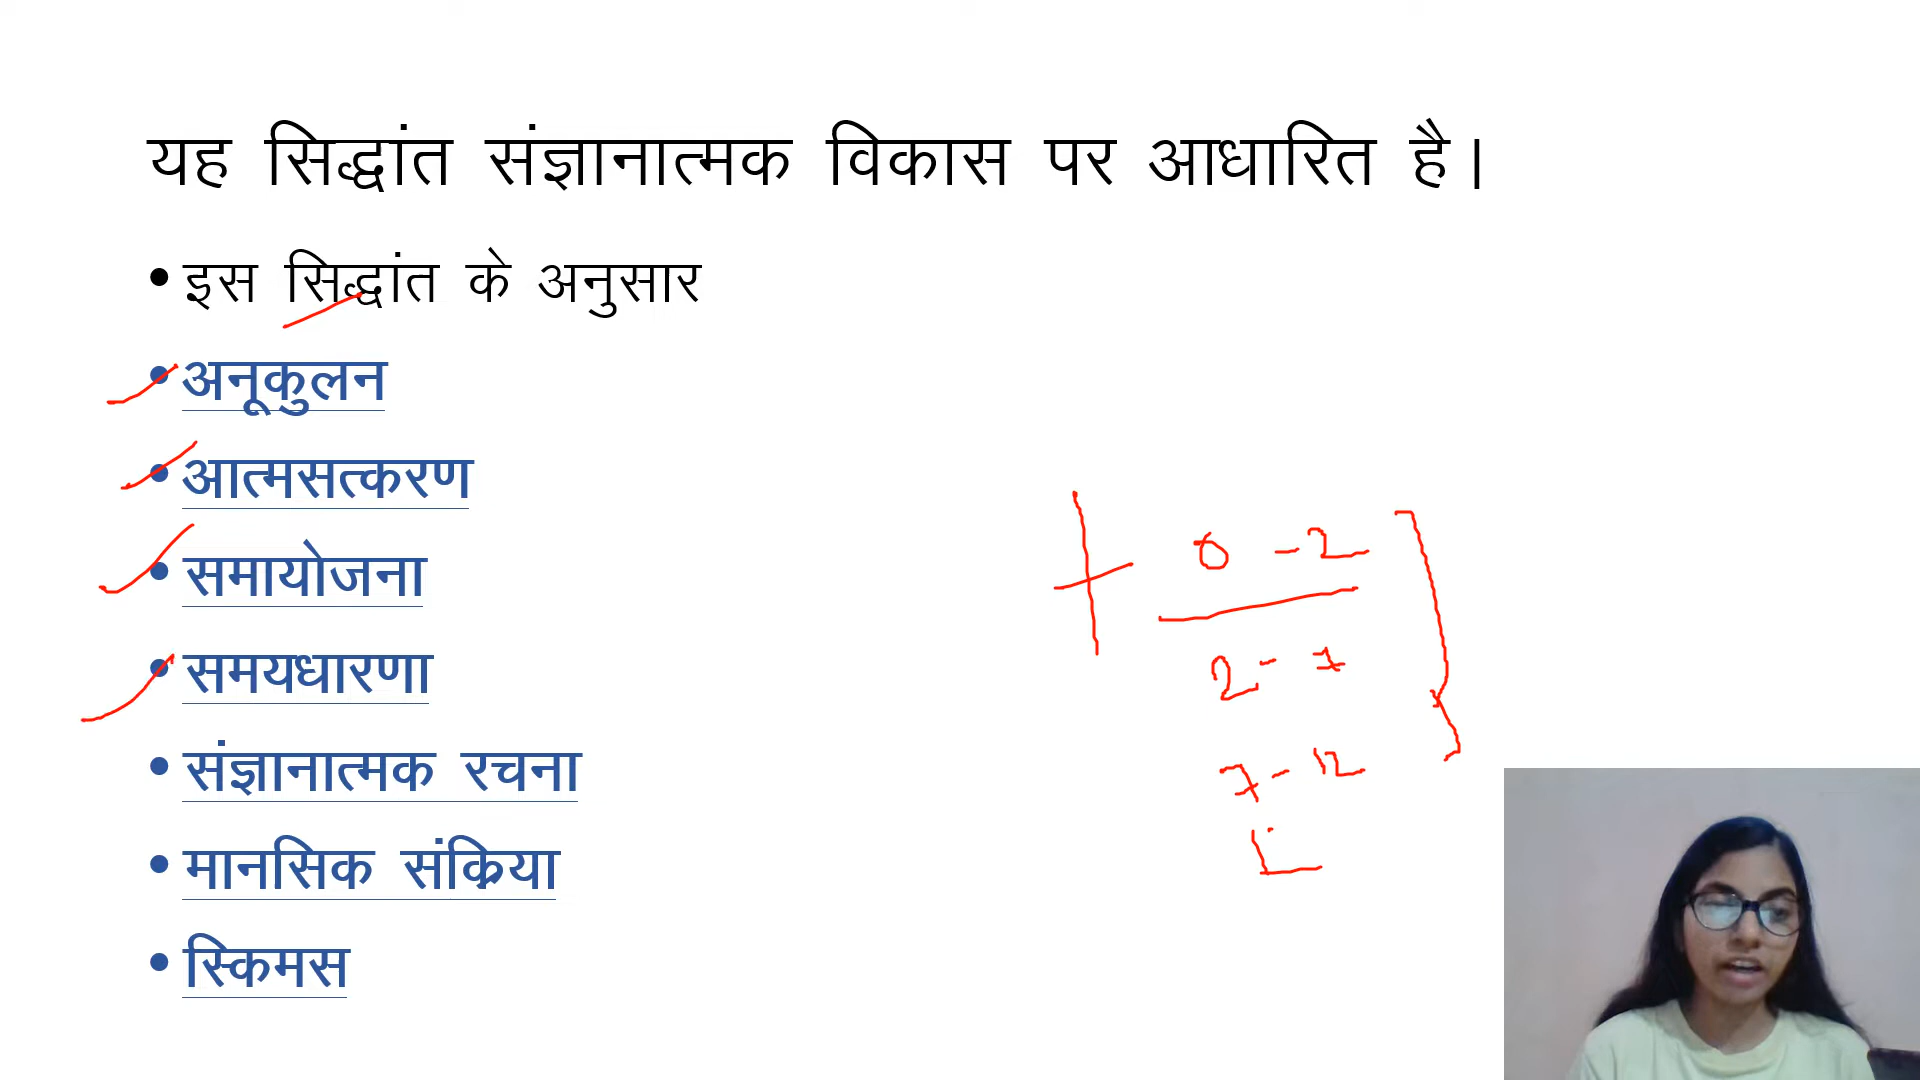 यह सिद्धांत संज्ञानात्मक विकास पर आधारित है।
• इस सिद्धांत के अनुसार
• अनूकुलन
• आत्मसत्करण
• समायोजना
• समयधारणा
• संज्ञानात्मक रचना
• मानसिक संक्रिया
• स्किमस
0 - 2
2 - 7
7 - 12